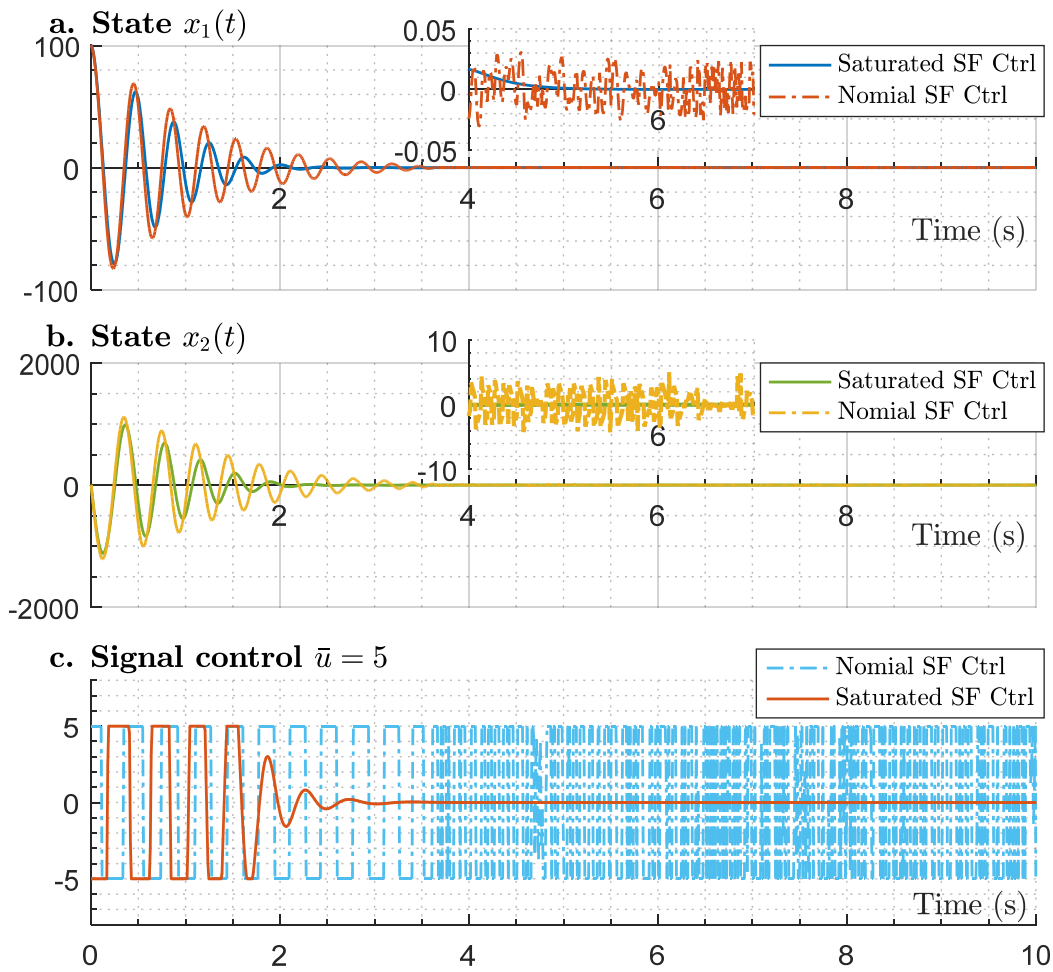 a. State x₁(t)
0.05
0
-0.05
6
Saturated SF Ctrl
Nomial SF Ctrl
100
0
-100
2
4
6
8
Time (s)
b. State x₂(t)
10
0
-10
6
Saturated SF Ctrl
Nomial SF Ctrl
2000
0
-2000
2
4
6
8
Time (s)
c. Signal control ū = 5
Nomial SF Ctrl
Saturated SF Ctrl
5
0
-5
Time (s)
0 2 4 6 8 10